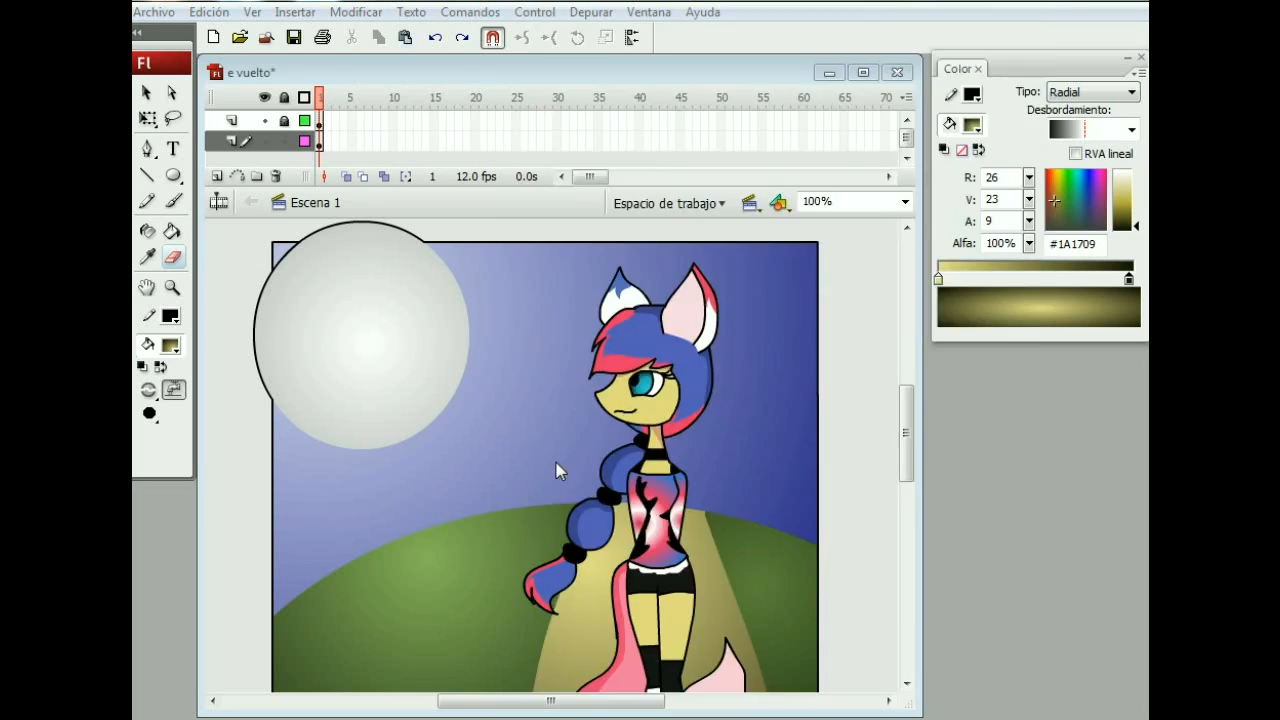 Archivo Edición Ver Insertar Modificar Texto Comandos Control Depurar Ventana Ayuda
Fl
e vuelto*
1 5 10 15 20 25 30 35 40 45 50 55 60 65 70
1 12.0 fps 0.0s
Escena 1
Espacio de trabajo
100%
T
Color
Tipo: Radial
Desbordamiento:
RVA lineal
R: 26
V: 23
A: 9
Alfa: 100% #1A1709